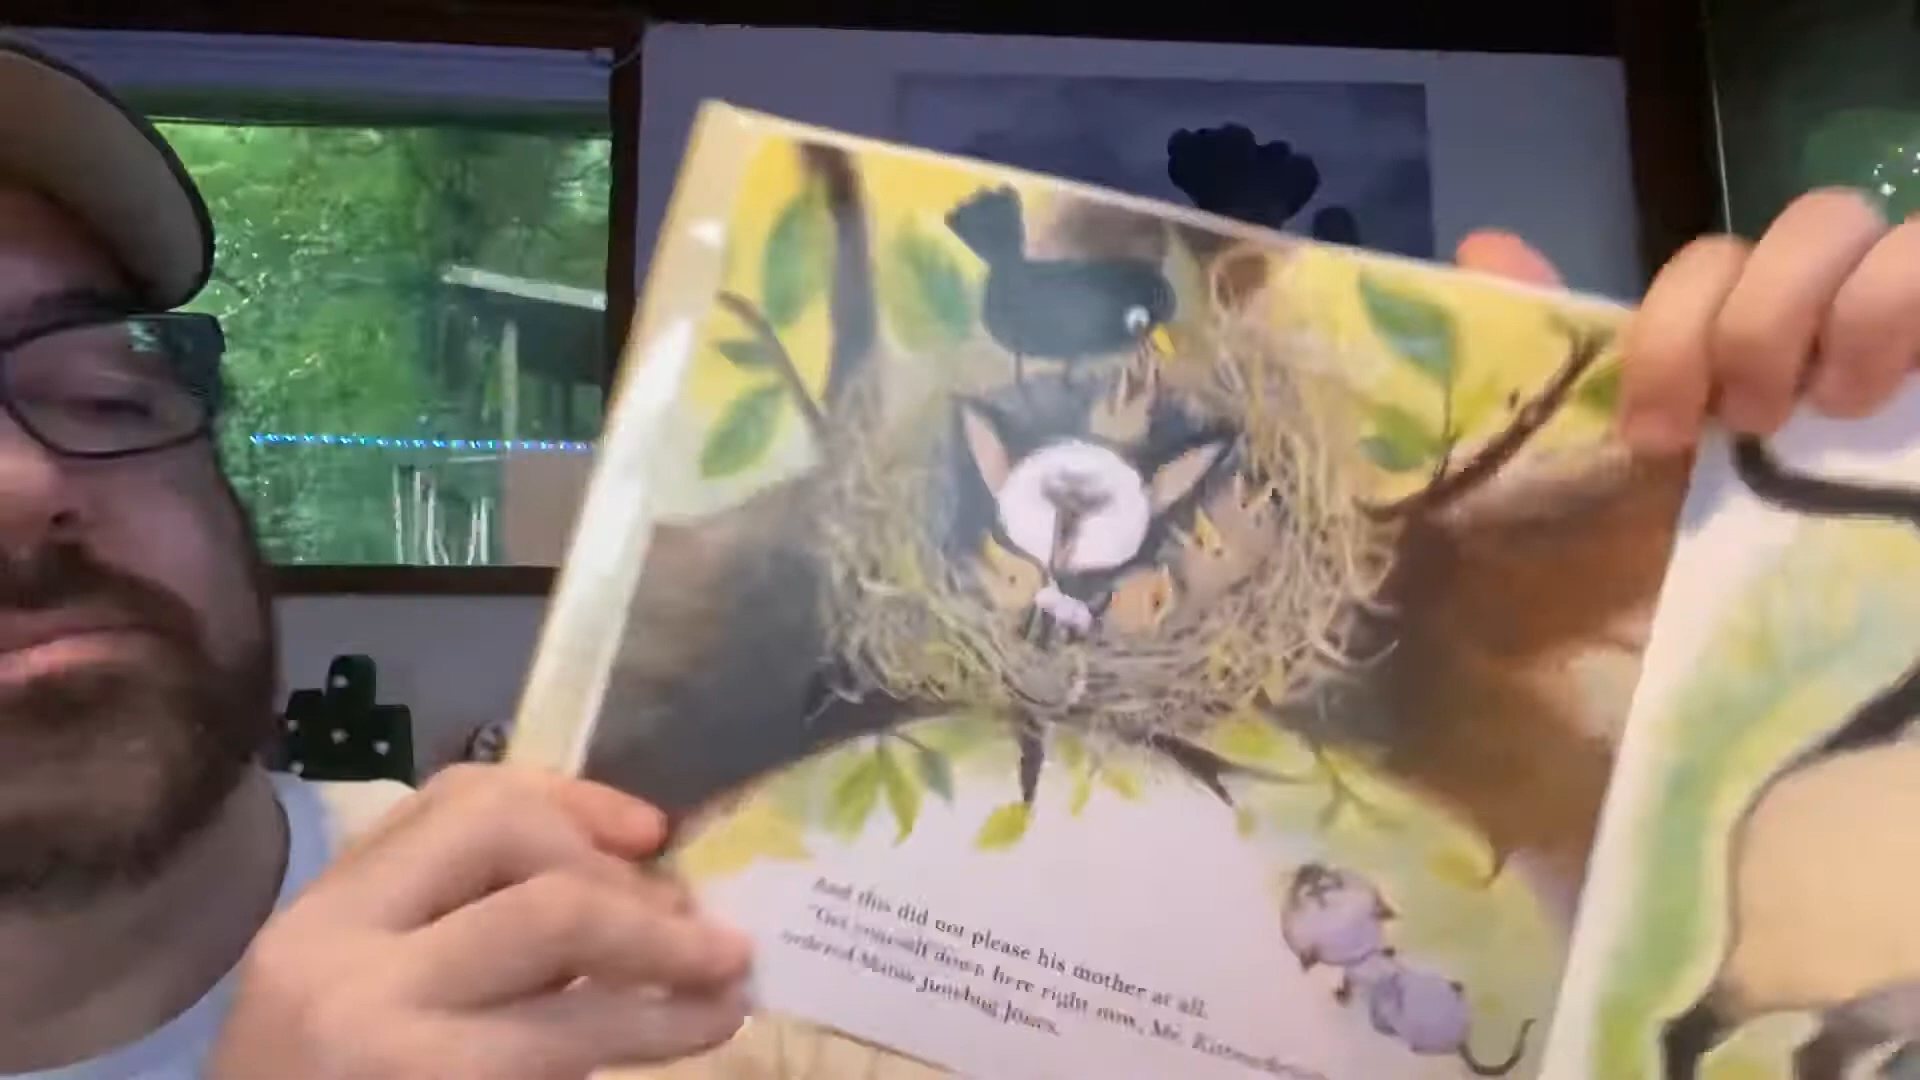 And this did not please his mother at all.
"Get yourself down here right now, Mr. Kittenheimer
ordered Mama Junebug Jones.